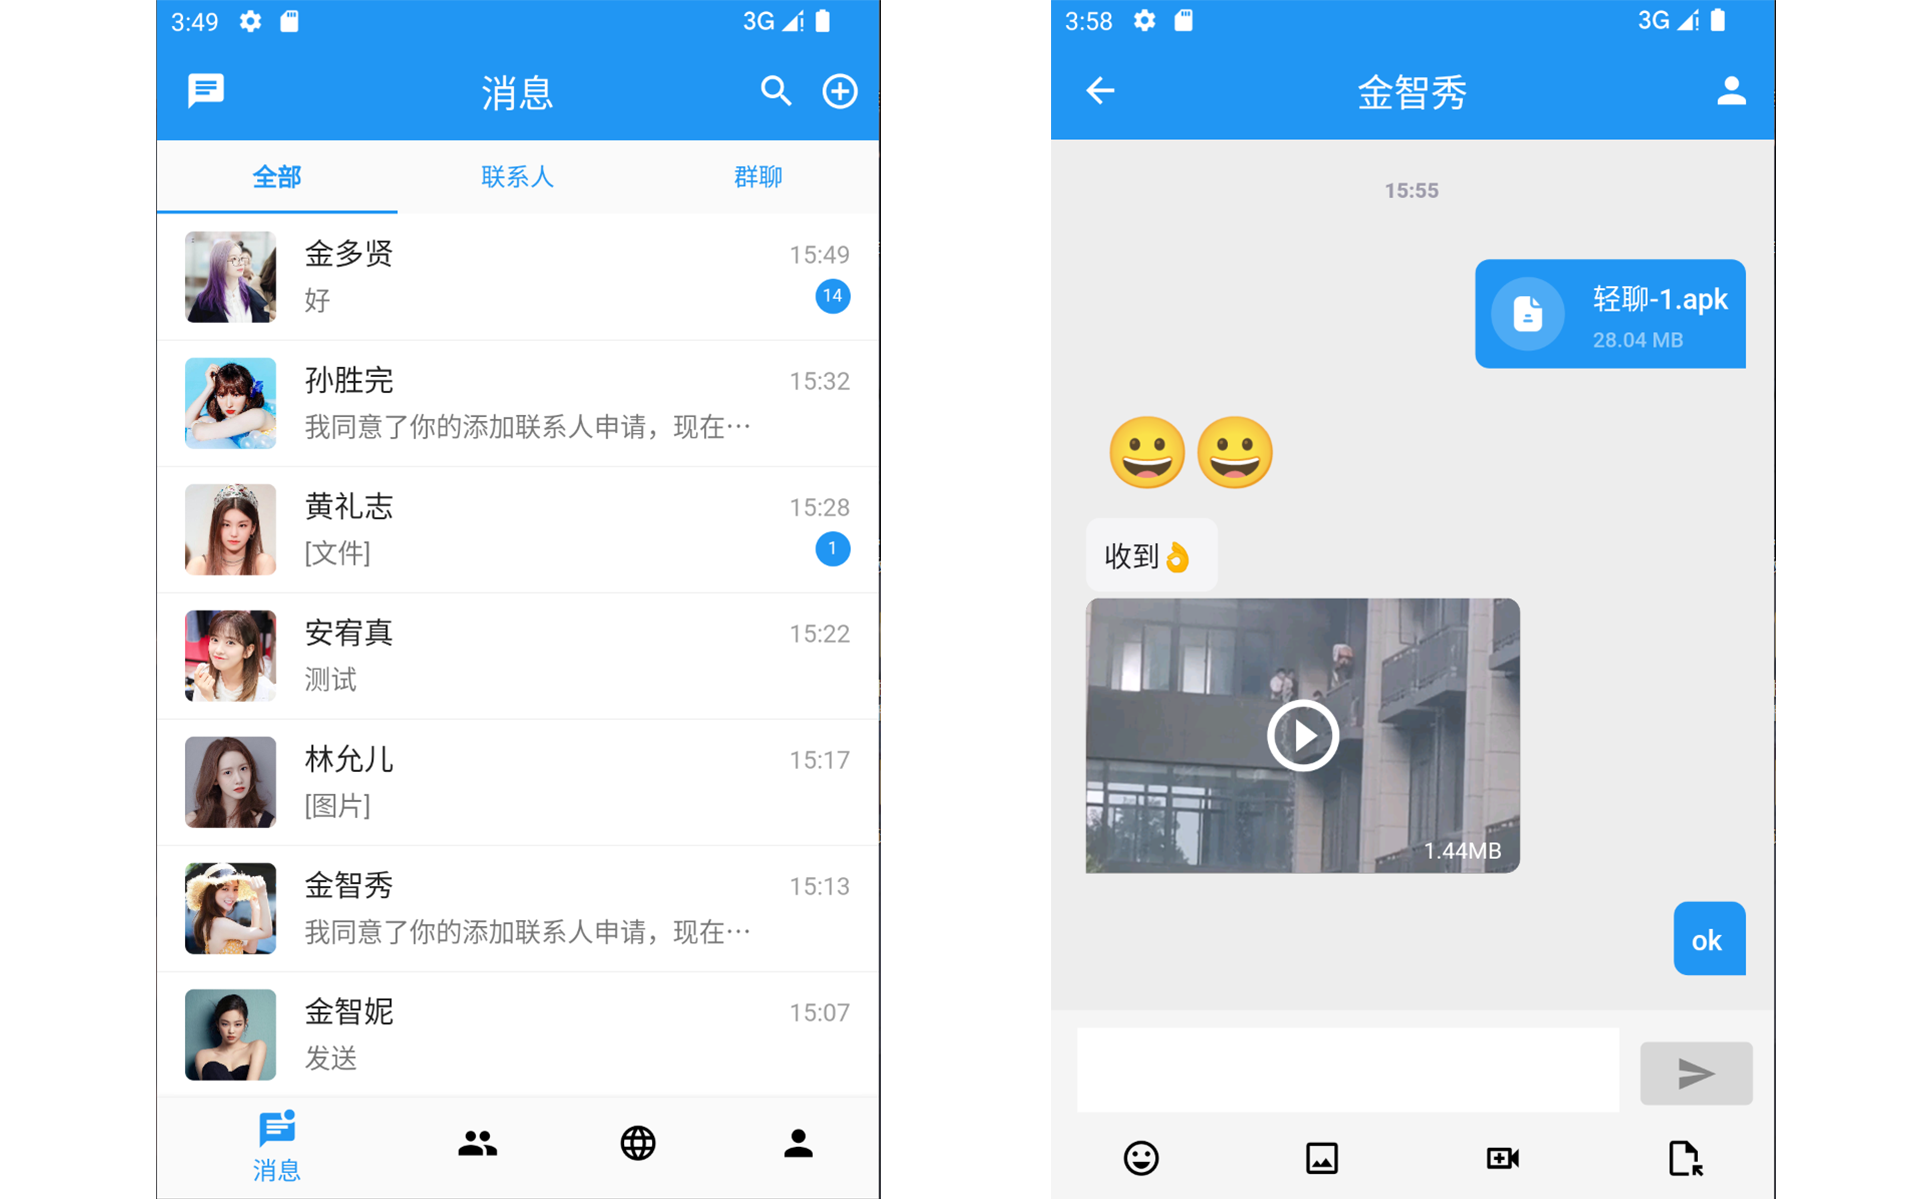 3:49
3G
消息
全部
联系人
群聊
金多贤
15:49
好
14
孙胜完
15:32
我同意了你的添加联系人申请，现在…
黄礼志
15:28
[文件]
1
安宥真
15:22
测试
林允儿
15:17
[图片]
金智秀
15:13
我同意了你的添加联系人申请，现在…
金智妮
15:07
发送
消息
3:58
3G
金智秀
15:55
轻聊-1.apk
28.04 MB
😀😀
收到👌
1.44MB
ok